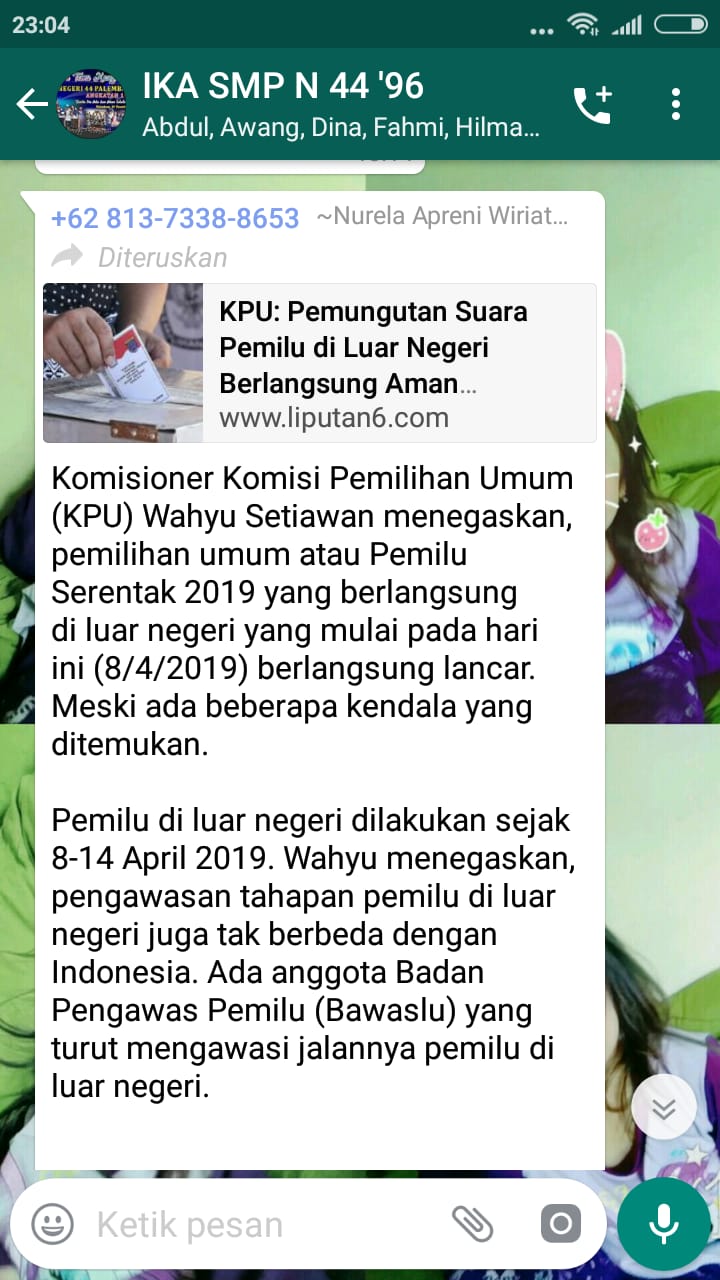 23:04
IKA SMP N 44 '96
Abdul, Awang, Dina, Fahmi, Hilma...
+62 813-7338-8653 ~Nurela Apreni Wiriat...
Diteruskan
KPU: Pemungutan Suara
Pemilu di Luar Negeri
Berlangsung Aman...
www.liputan6.com
Komisioner Komisi Pemilihan Umum
(KPU) Wahyu Setiawan menegaskan,
pemilihan umum atau Pemilu
Serentak 2019 yang berlangsung
di luar negeri yang mulai pada hari
ini (8/4/2019) berlangsung lancar.
Meski ada beberapa kendala yang
ditemukan.
Pemilu di luar negeri dilakukan sejak
8-14 April 2019. Wahyu menegaskan,
pengawasan tahapan pemilu di luar
negeri juga tak berbeda dengan
Indonesia. Ada anggota Badan
Pengawas Pemilu (Bawaslu) yang
turut mengawasi jalannya pemilu di
luar negeri.
Ketik pesan